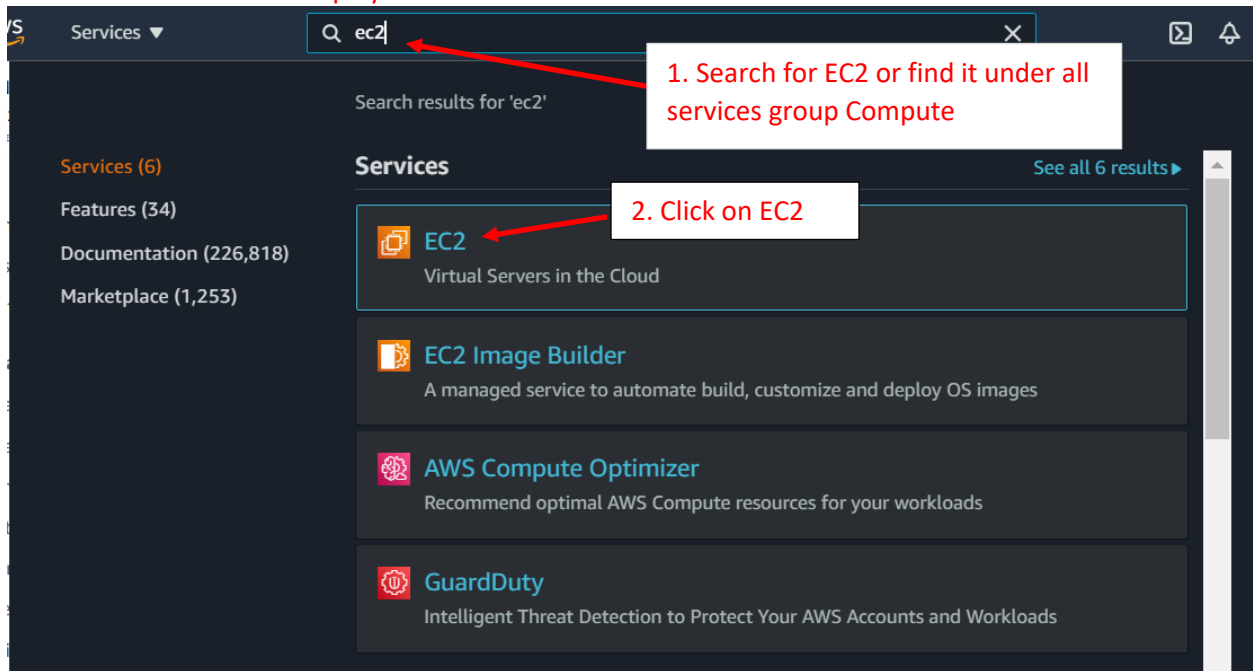 Services ▼
ec2
1. Search for EC2 or find it under all
services group Compute
Search results for 'ec2'
Services (6)
Features (34)
Documentation (226,818)
Marketplace (1,253)
Services
See all 6 results ▶
2. Click on EC2
EC2
Virtual Servers in the Cloud
EC2 Image Builder
A managed service to automate build, customize and deploy OS images
AWS Compute Optimizer
Recommend optimal AWS Compute resources for your workloads
GuardDuty
Intelligent Threat Detection to Protect Your AWS Accounts and Workloads